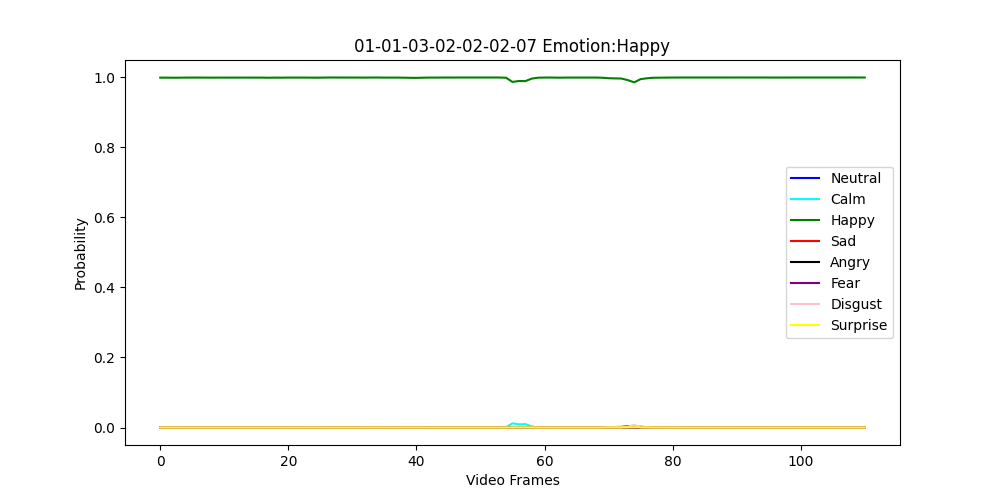 01-01-03-02-02-02-07 Emotion:Happy
1.0
0.8
0.6
0.4
0.2
0.0
Probability
Neutral
Calm
Happy
Sad
Angry
Fear
Disgust
Surprise
0 20 40 60 80 100
Video Frames